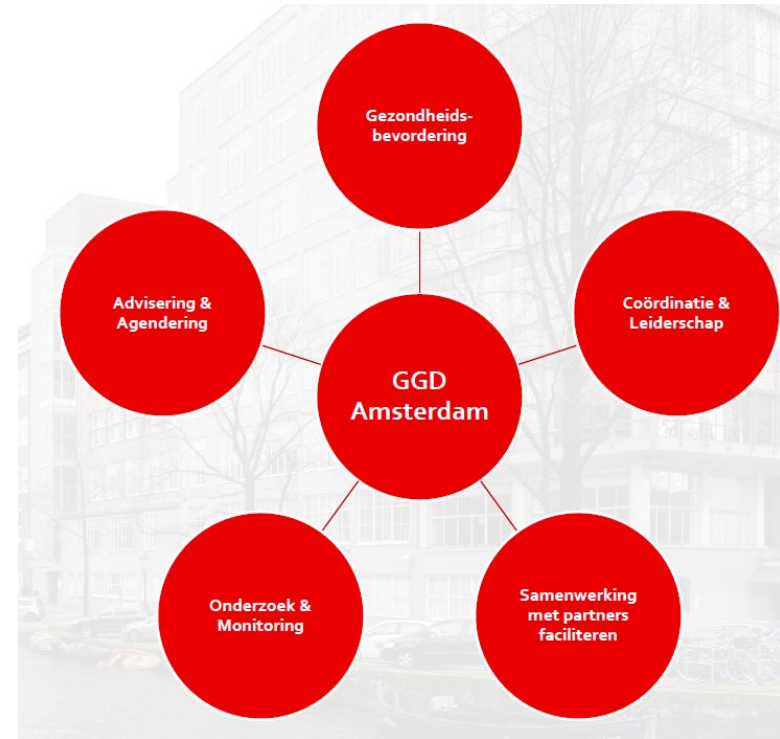 Gezondheids-
bevordering
Advisering &
Agendering
Coördinatie &
Leiderschap
GGD
Amsterdam
Onderzoek &
Monitoring
Samenwerking
met partners
faciliteren